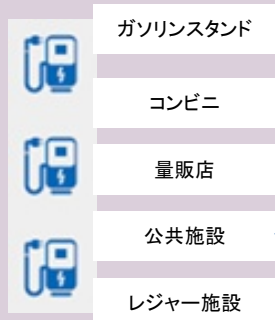 ガソリンスタンド
コンビニ
量販店
公共施設
レジャー施設